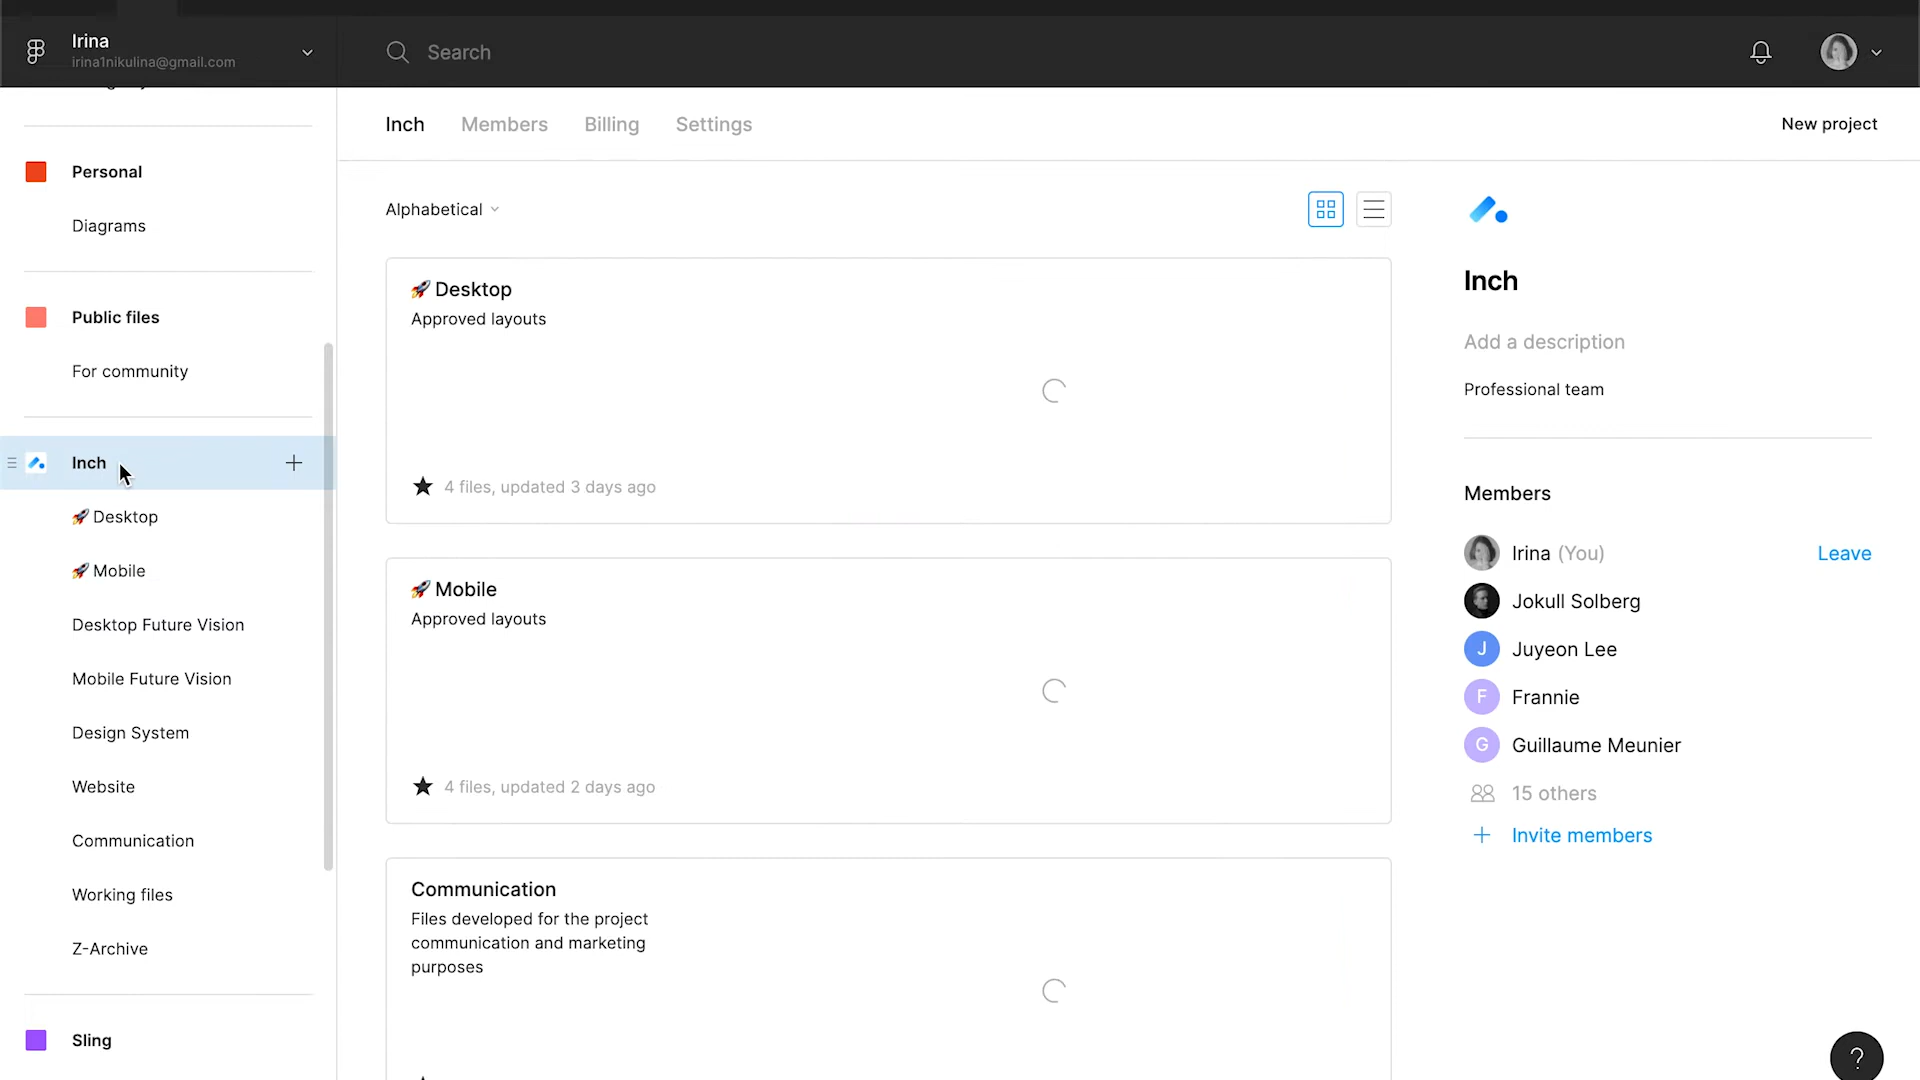 Irina
irina1nikulina@gmail.com
Search
Inch
Members
Billing
Settings
New project
Personal
Diagrams
Public files
For community
Inch
🚀 Desktop
🚀 Mobile
Desktop Future Vision
Mobile Future Vision
Design System
Website
Communication
Working files
Z-Archive
Sling
Alphabetical
🚀 Desktop
Approved layouts
4 files, updated 3 days ago
🚀 Mobile
Approved layouts
4 files, updated 2 days ago
Communication
Files developed for the project
communication and marketing
purposes
Inch
Add a description
Professional team
Members
Irina (You)
Leave
Jokull Solberg
J
Juyeon Lee
F
Frannie
G
Guillaume Meunier
15 others
+ Invite members
?